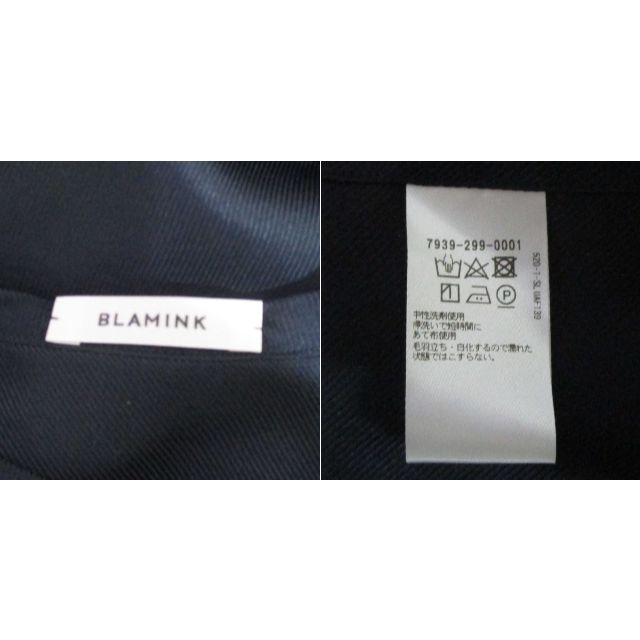 BLAMINK
7939-299-0001
中性洗剤使用
手洗いで短時間に
あて布使用
毛羽立ち・白化するので濡れた
状態ではこすらない。